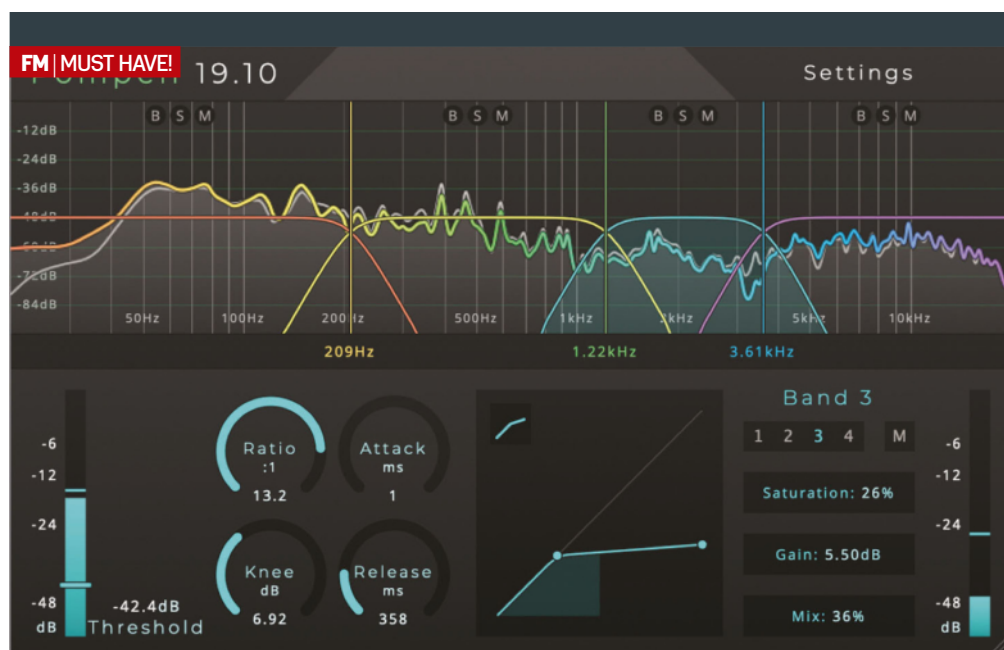 FM | MUST HAVE!
19.10
Settings
B S M
B S M
B S M
B S M
-12dB
-24dB
-36dB
-48dB
-72dB
-84dB
50Hz 100Hz 200Hz 500Hz 1kHz 2kHz 5kHz 10kHz
209Hz 1.22kHz 3.61kHz
-6
-12
-24
-48
dB
-42.4dB
Threshold
Ratio
:1
13.2
Attack
ms
1
Knee
dB
6.92
Release
ms
358
Band 3
1 2 3 4 M
Saturation: 26%
Gain: 5.50dB
Mix: 36%
-6
-12
-24
-48
dB